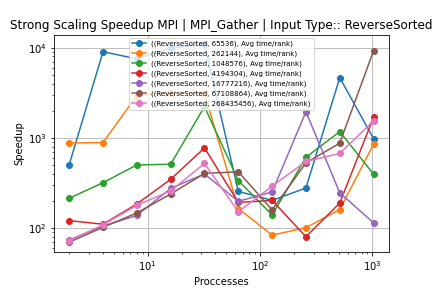 Strong Scaling Speedup MPI | MPI_Gather | Input Type:: ReverseSorted
((ReverseSorted, 65536), Avg time/rank)
((ReverseSorted, 262144), Avg time/rank)
((ReverseSorted, 1048576), Avg time/rank)
((ReverseSorted, 4194304), Avg time/rank)
((ReverseSorted, 16777216), Avg time/rank)
((ReverseSorted, 67108864), Avg time/rank)
((ReverseSorted, 268435456), Avg time/rank)
Speedup
10⁴
10³
10²
10¹
10²
10³
Proccesses